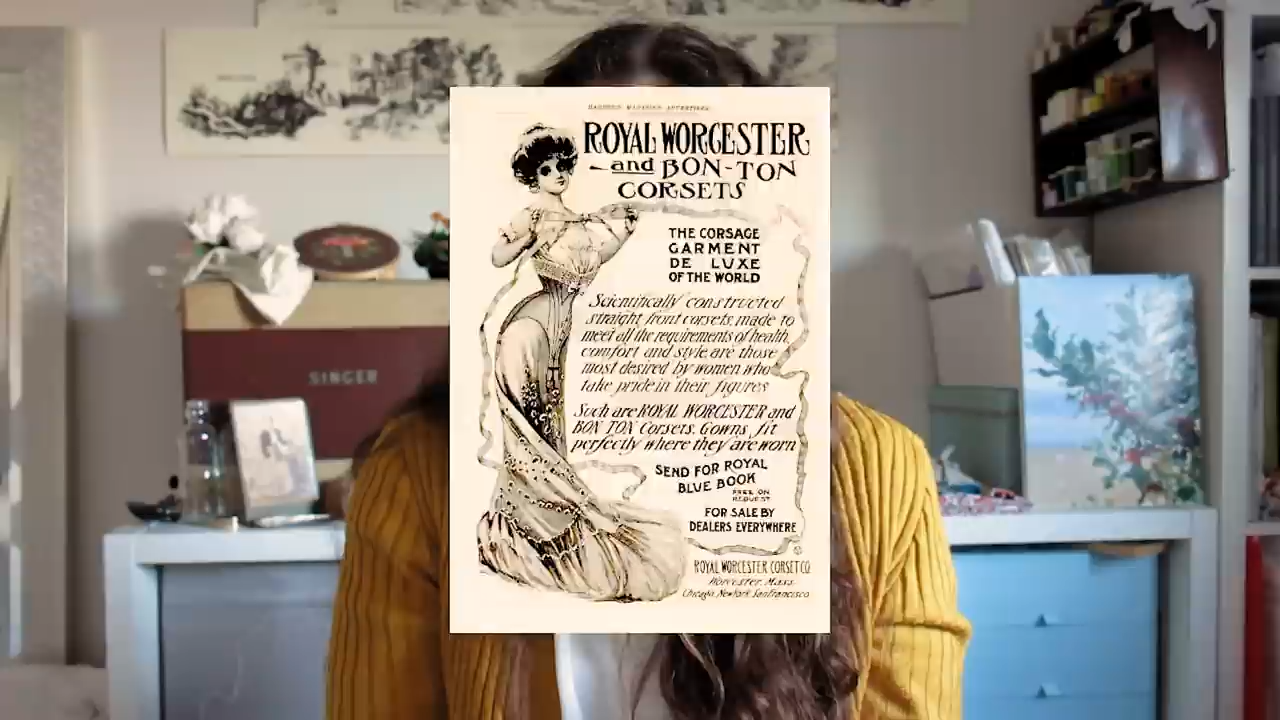 HARPER'S MAGAZINE ADVERTISER
ROYAL WORCESTER
and BON-TON
CORSETS
THE CORSAGE
GARMENT
DE LUXE
OF THE WORLD
Scientifically constructed
straight front corsets, made to
meet all the requirements of health,
comfort and style are those
most desired by women who
take pride in their figures
Such are ROYAL WORCESTER and
BON TON Corsets. Gowns fit
perfectly where they are worn
SEND FOR ROYAL
BLUE BOOK
FREE ON
REQUEST
FOR SALE BY
DEALERS EVERYWHERE
ROYAL WORCESTER CORSET CO.
Worcester, Mass.
Chicago, New York, San Francisco
SINGER